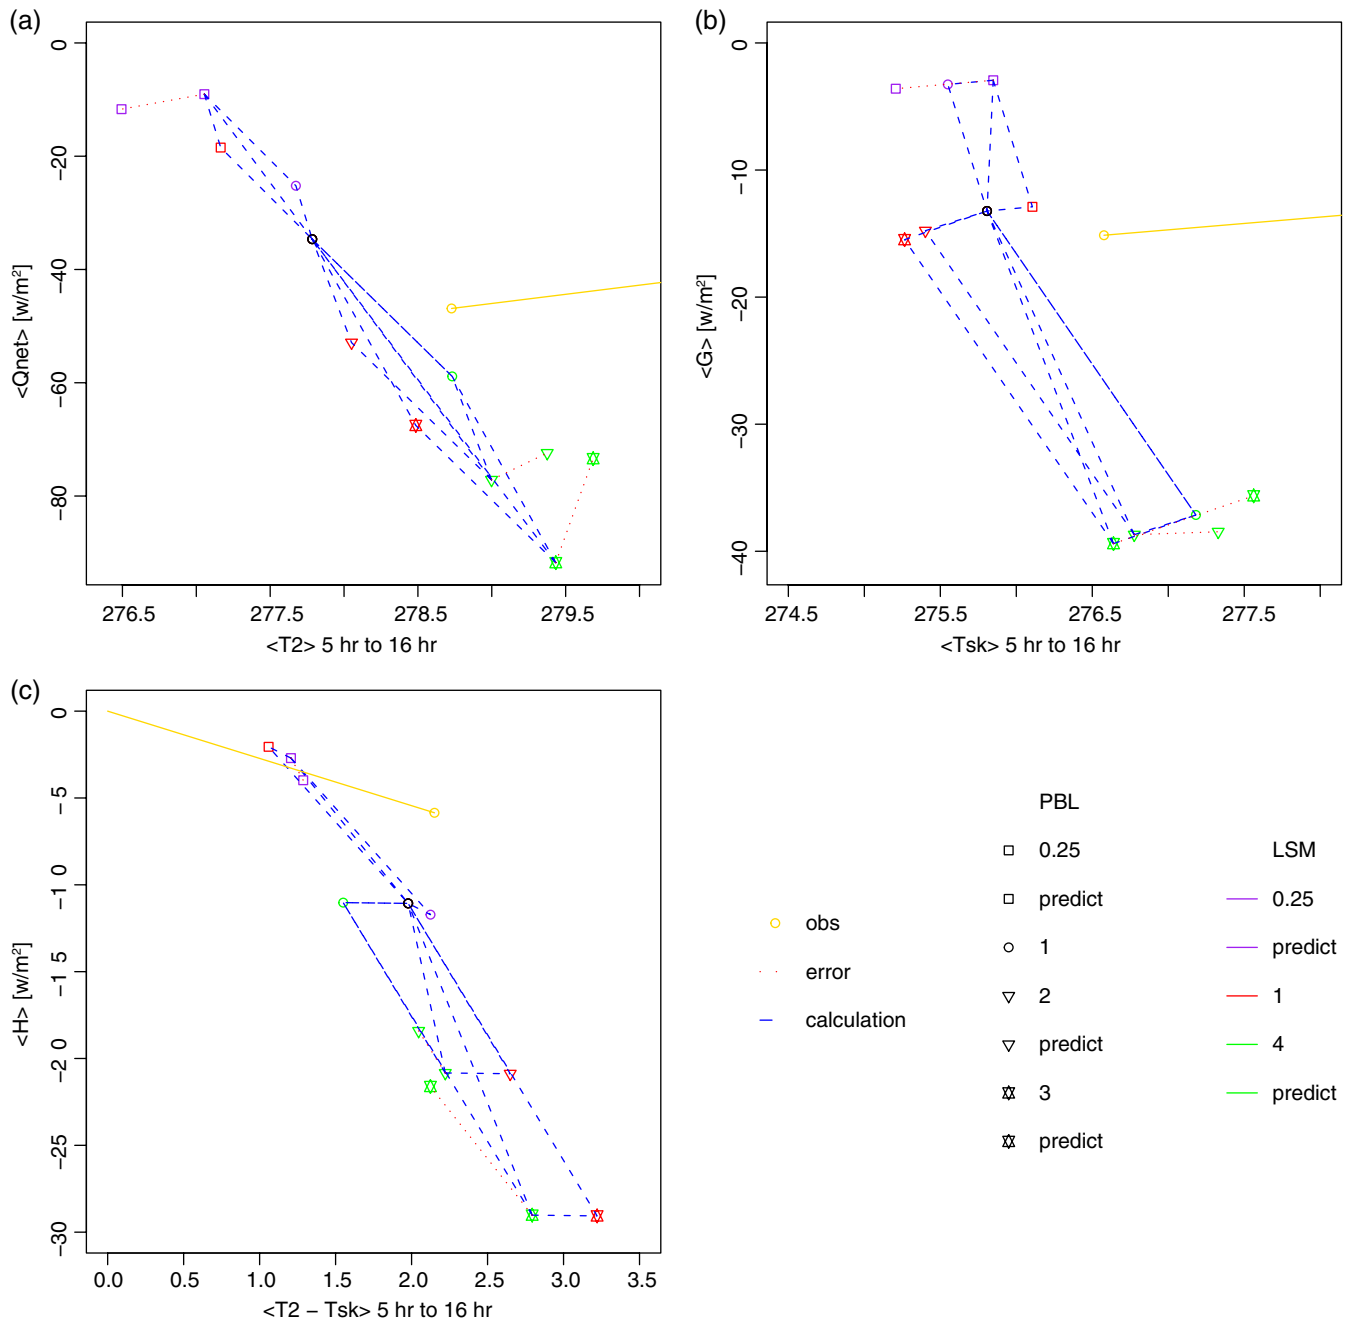 (a)
0
−20
−40
−60
−80
<Qnet> [w/m²]
276.5 277.5 278.5 279.5
<T2> 5 hr to 16 hr
(b)
0
−10
−20
−30
−40
<G> [w/m²]
274.5 275.5 276.5 277.5
<Tsk> 5 hr to 16 hr
(c)
0
−5
−10
−15
−20
−25
−30
<H> [w/m²]
0.0 0.5 1.0 1.5 2.0 2.5 3.0 3.5
<T2 − Tsk> 5 hr to 16 hr
obs
error
calculation
PBL
0.25
predict
1
2
predict
3
predict
LSM
0.25
predict
1
4
predict